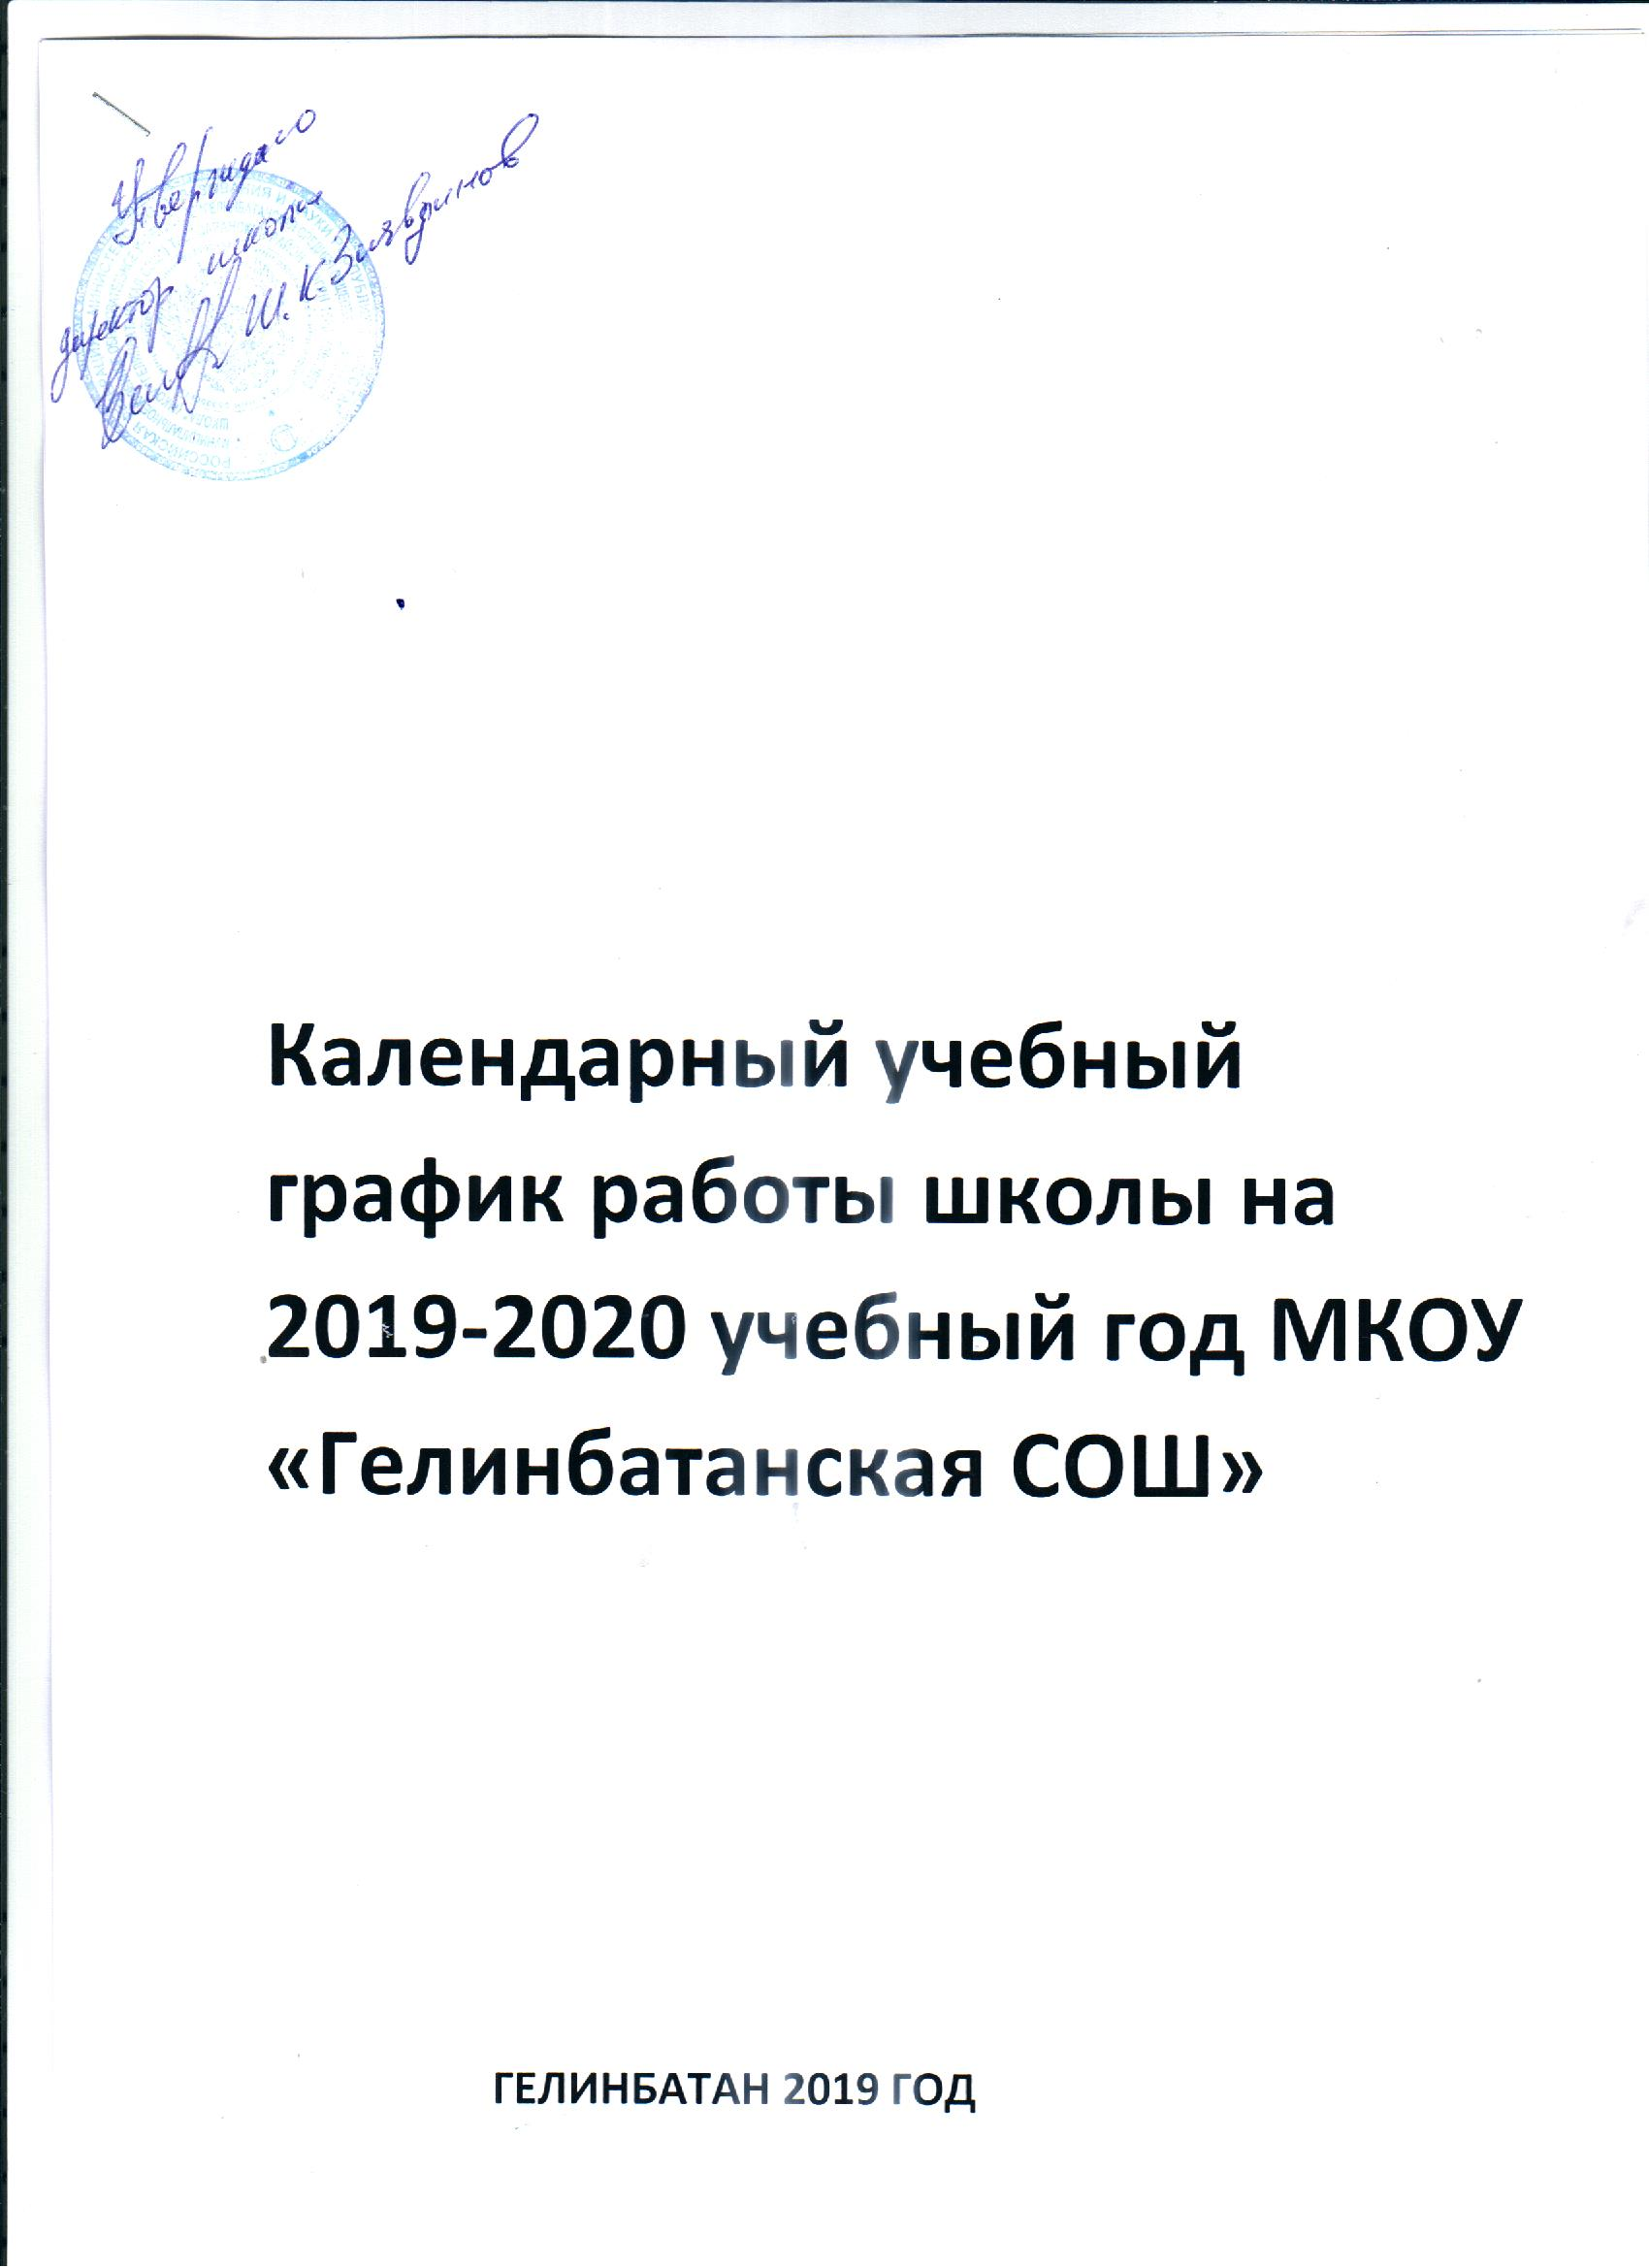 Утверждаю
директор школы
Ш.К.Зиявдинов
Календарный учебный
график работы школы на
2019-2020 учебный год МКОУ
«Гелинбатанская СОШ»
ГЕЛИНБАТАН 2019 ГОД